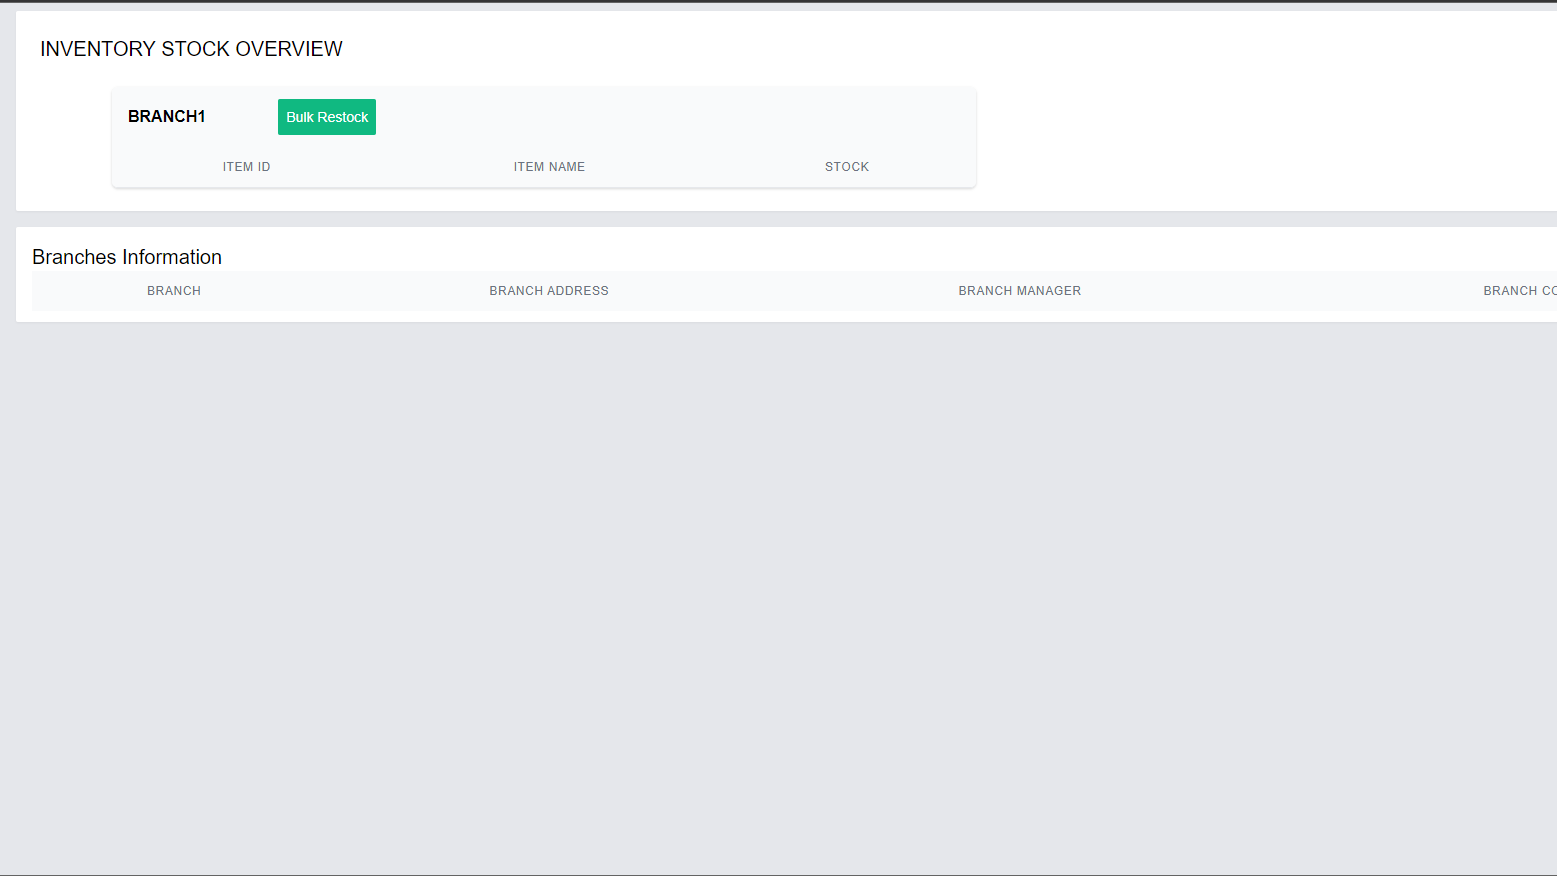 INVENTORY STOCK OVERVIEW
BRANCH1 Bulk Restock
ITEM ID ITEM NAME STOCK
Branches Information
BRANCH BRANCH ADDRESS BRANCH MANAGER BRANCH